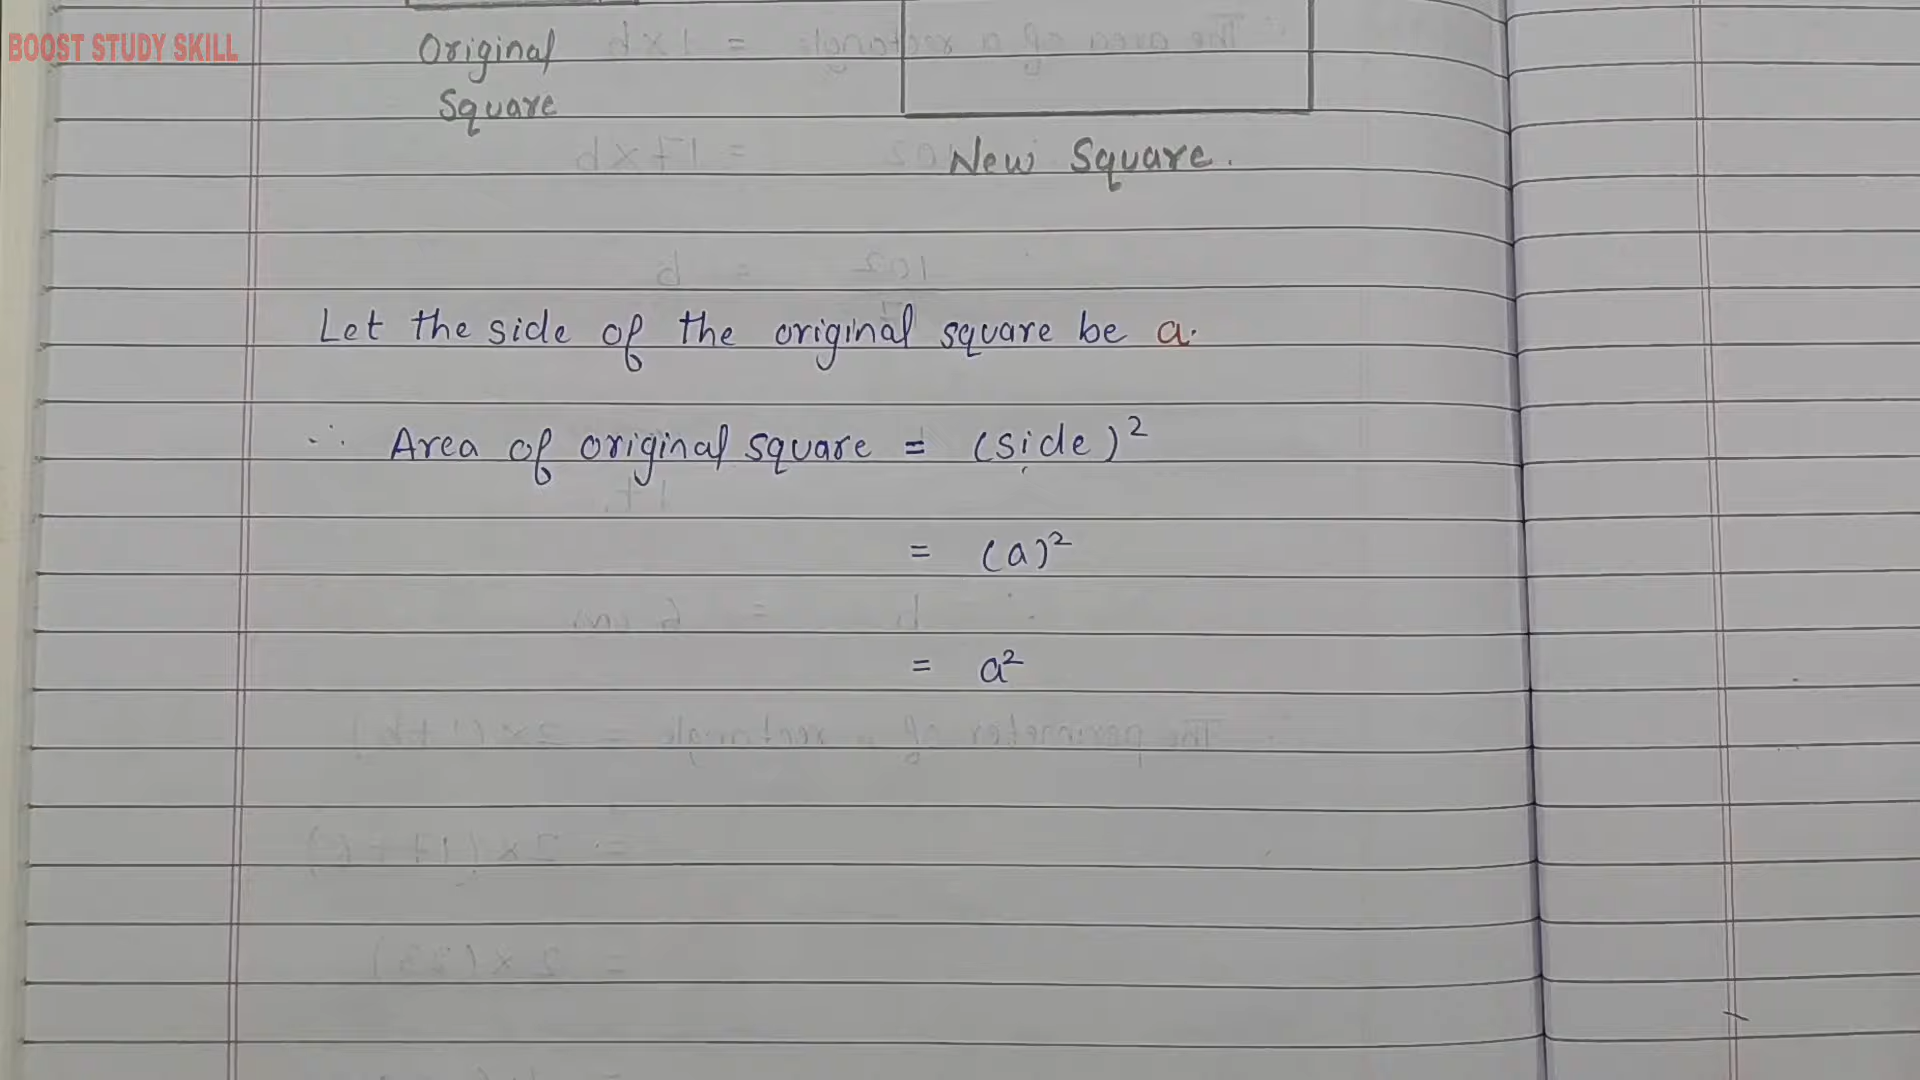 BOOST STUDY SKILL
Original
Square
New Square.
Let the side of the original square be a.
∴ Area of original square = (side)²
= (a)²
= a²